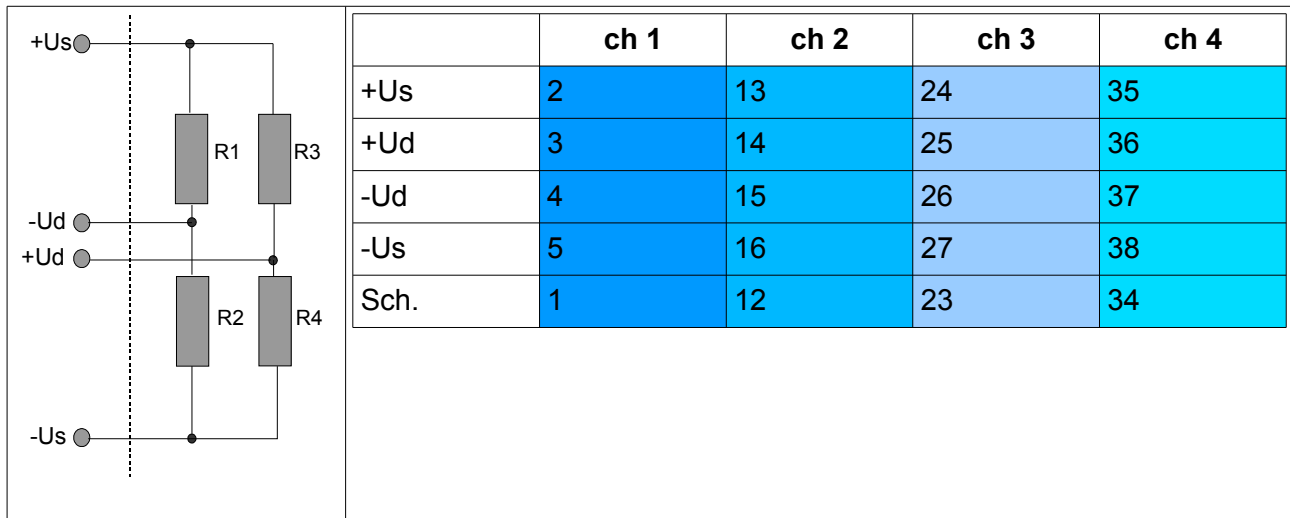 +Us
R1
R3
-Ud
+Ud
R2
R4
-Us
ch 1 ch 2 ch 3 ch 4
+Us 2 13 24 35
+Ud 3 14 25 36
-Ud 4 15 26 37
-Us 5 16 27 38
Sch. 1 12 23 34